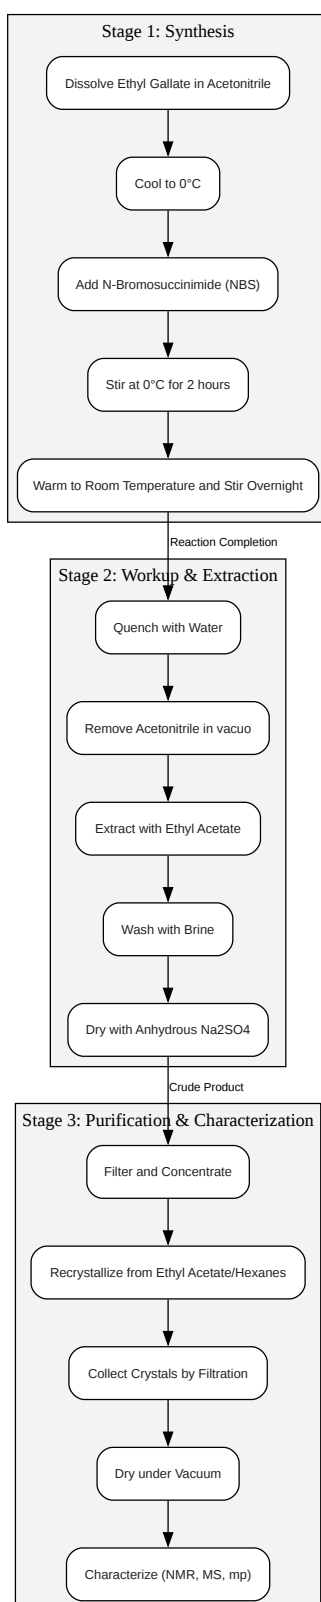 Stage 1: Synthesis
Dissolve Ethyl Gallate in Acetonitrile
Cool to 0°C
Add N-Bromosuccinimide (NBS)
Stir at 0°C for 2 hours
Warm to Room Temperature and Stir Overnight
Reaction Completion
Stage 2: Workup & Extraction
Quench with Water
Remove Acetonitrile in vacuo
Extract with Ethyl Acetate
Wash with Brine
Dry with Anhydrous Na2SO4
Crude Product
Stage 3: Purification & Characterization
Filter and Concentrate
Recrystallize from Ethyl Acetate/Hexanes
Collect Crystals by Filtration
Dry under Vacuum
Characterize (NMR, MS, mp)